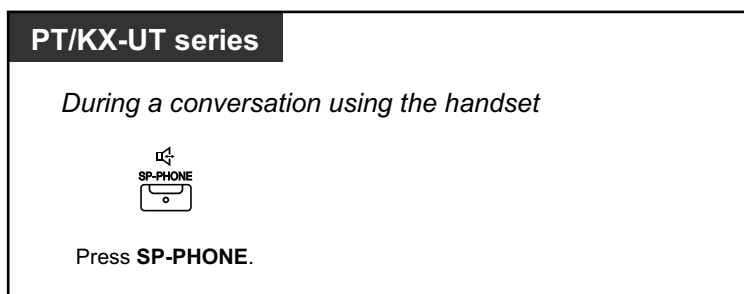 PT/KX-UT series
During a conversation using the handset
SP-PHONE
Press SP-PHONE.